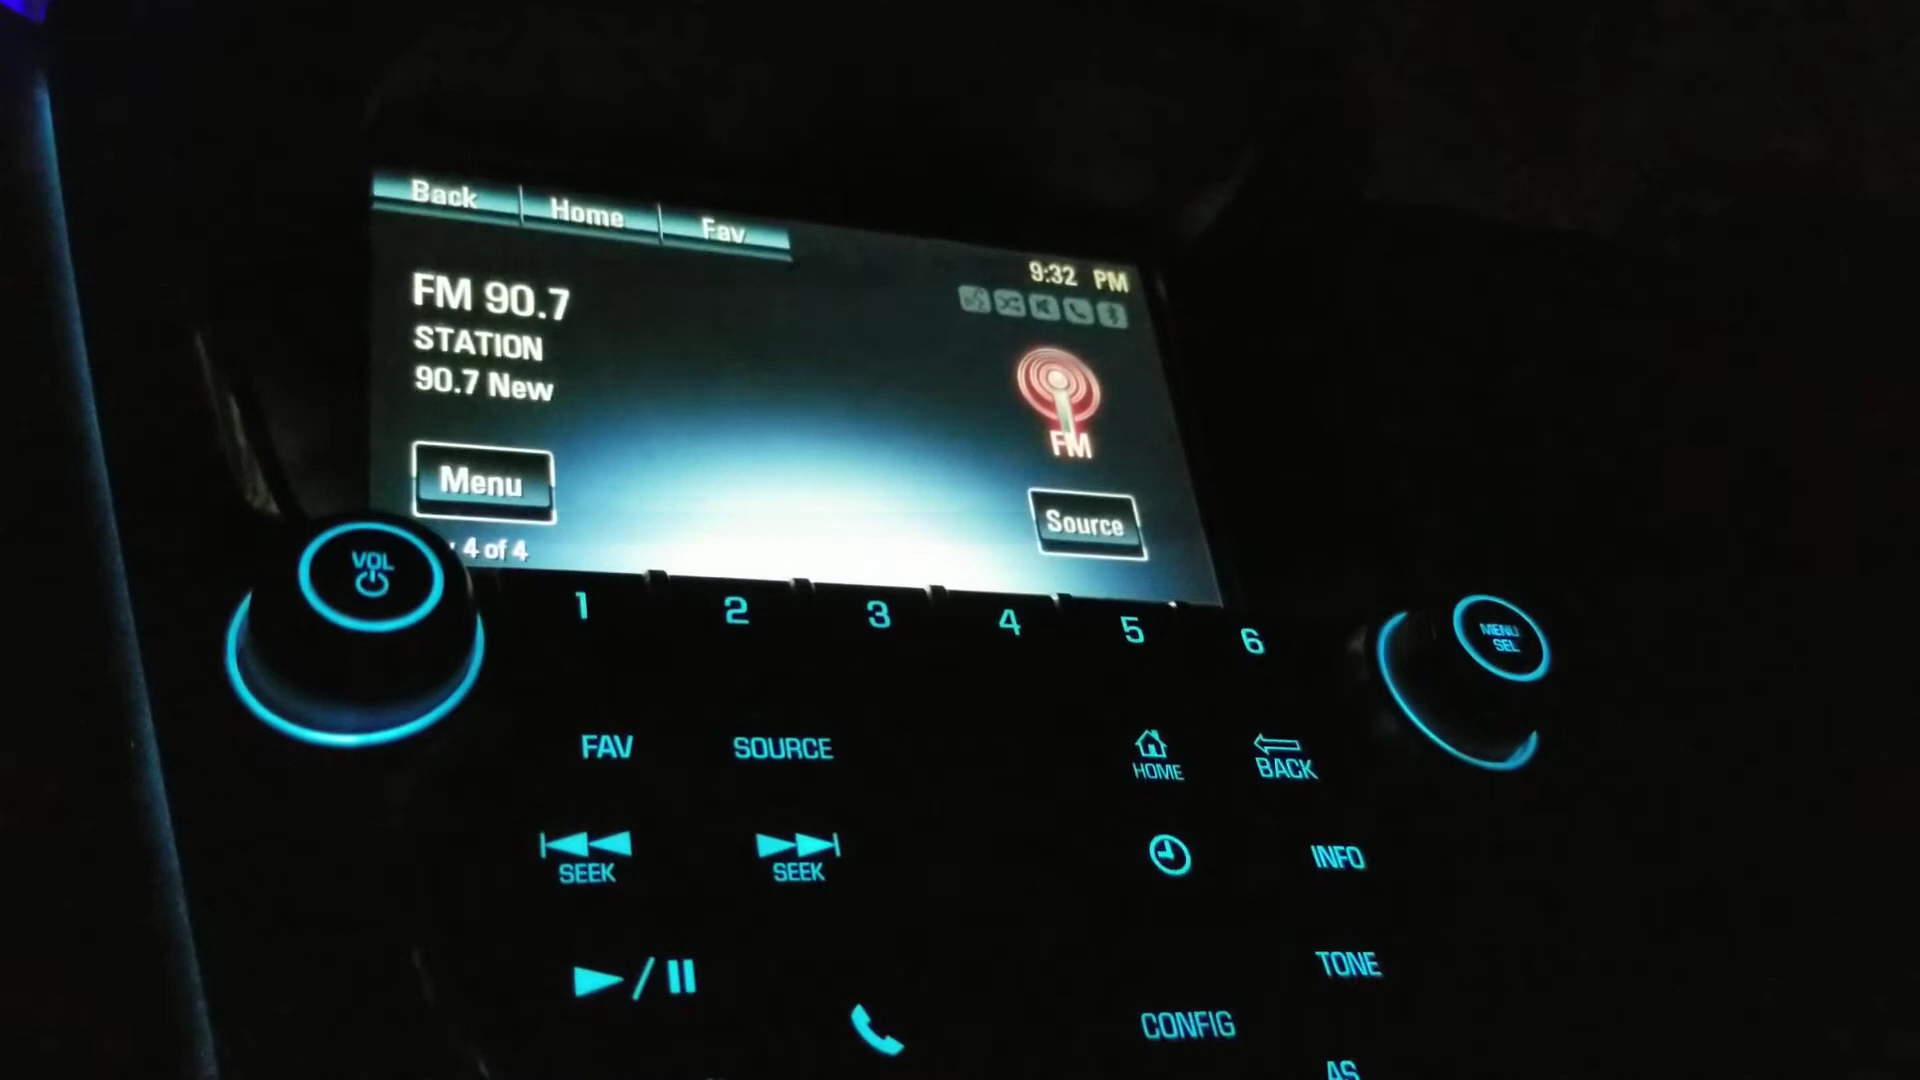 Back Home Fav
9:32 PM
FM 90.7
STATION
90.7 New
FM
Menu
Source
4 of 4
VOL
1 2 3 4 5 6
MENU
SEL
FAV SOURCE
HOME BACK
SEEK SEEK
INFO
TONE
CONFIG
AS